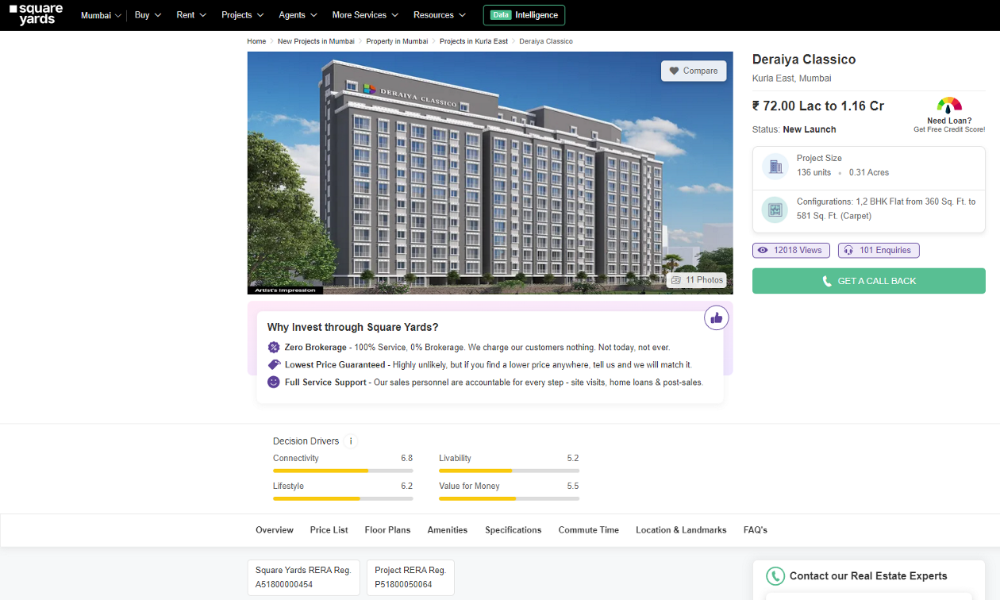 square
yards
Mumbai
Buy
Rent
Projects
Agents
More Services
Resources
Data Intelligence
Home > New Projects in Mumbai > Property in Mumbai > Projects in Kurla East > Deraiya Classico
DERAIYA CLASSICO
Compare
11 Photos
Artist's Impression
Deraiya Classico
Kurla East, Mumbai
₹ 72.00 Lac to 1.16 Cr
Need Loan?
Get Free Credit Score!
Status: New Launch
Project Size
136 units • 0.31 Acres
Configurations: 1,2 BHK Flat from 360 Sq. Ft. to
581 Sq. Ft. (Carpet)
12018 Views
101 Enquiries
GET A CALL BACK
Why Invest through Square Yards?
Zero Brokerage - 100% Service, 0% Brokerage. We charge our customers nothing. Not today, not ever.
Lowest Price Guaranteed - Highly unlikely, but if you find a lower price anywhere, tell us and we will match it.
Full Service Support - Our sales personnel are accountable for every step - site visits, home loans & post-sales.
Decision Drivers i
Connectivity 6.8
Livability 5.2
Lifestyle 6.2
Value for Money 5.5
Overview
Price List
Floor Plans
Amenities
Specifications
Commute Time
Location & Landmarks
FAQ's
Square Yards RERA Reg.
A51800000454
Project RERA Reg.
P51800050064
Contact our Real Estate Experts